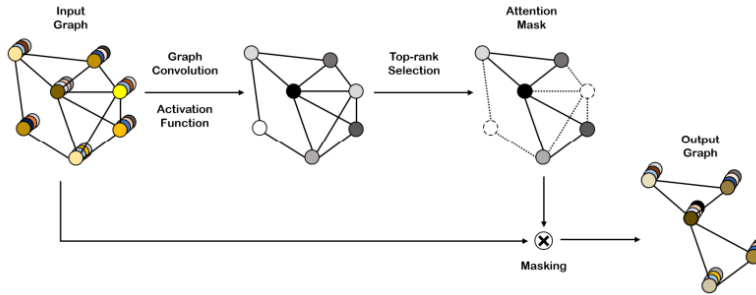 Input
Graph
Graph
Convolution
Activation
Function
Top-rank
Selection
Attention
Mask
Output
Graph
Masking